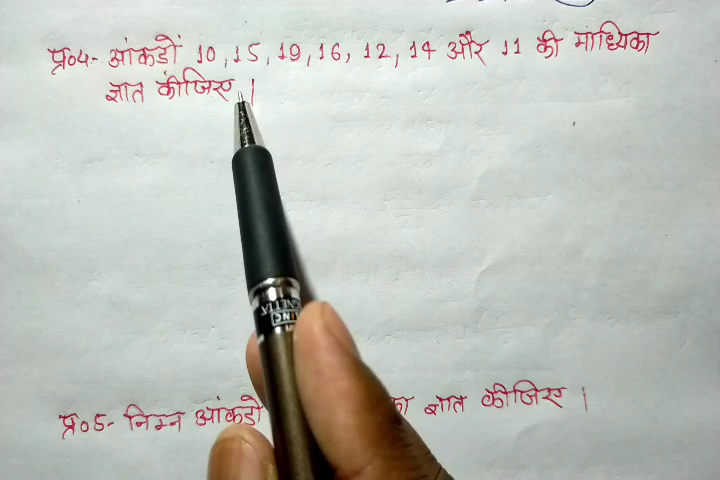 प्र०4- आंकडों 10, 15, 19, 16, 12, 14 और 11 की माध्यिका
ज्ञात कीजिए।
प्र०5- निम्न आंकडो ज्ञात कीजिए।